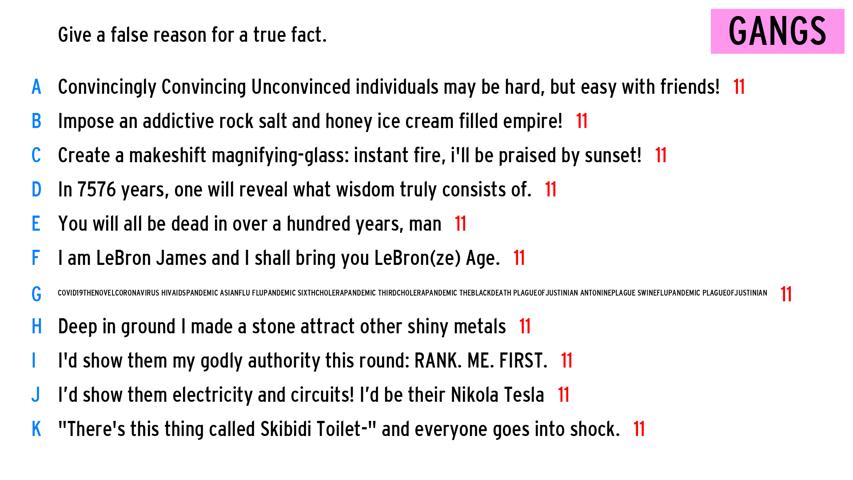 Give a false reason for a true fact.
GANGS
A Convincingly Convincing Unconvinced individuals may be hard, but easy with friends! 11
B Impose an addictive rock salt and honey ice cream filled empire! 11
C Create a makeshift magnifying-glass: instant fire, i'll be praised by sunset! 11
D In 7576 years, one will reveal what wisdom truly consists of. 11
E You will all be dead in over a hundred years, man 11
F I am LeBron James and I shall bring you LeBron(ze) Age. 11
G COVID19THENOVELCORONAVIRUS HIVAIDSPANDEMIC ASIANFLU FLUPANDEMIC SIXTHCHOLERAPANDEMIC THIRDCHOLERAPANDEMIC THEBLACKDEATH PLAGUEOFJUSTINIAN ANTONINEPLAGUE SWINEFLUPANDEMIC PLAGUEOFJUSTINIAN 11
H Deep in ground I made a stone attract other shiny metals 11
I I'd show them my godly authority this round: RANK. ME. FIRST. 11
J I’d show them electricity and circuits! I’d be their Nikola Tesla 11
K "There's this thing called Skibidi Toilet-" and everyone goes into shock. 11